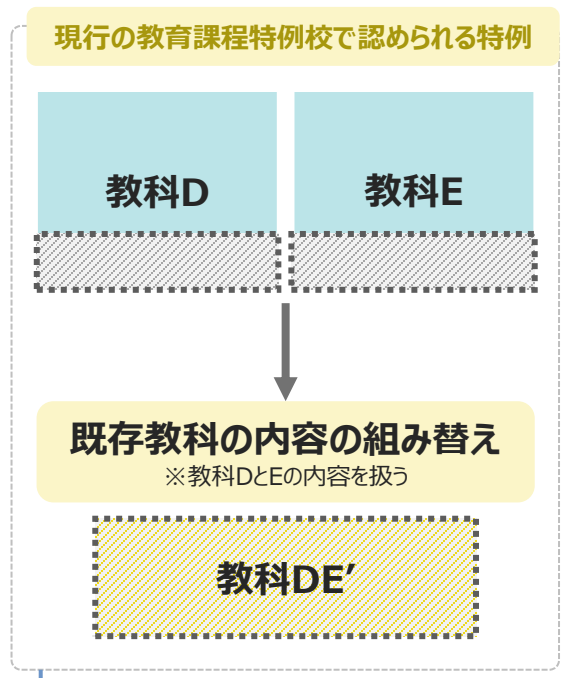 現行の教育課程特例校で認められる特例
教科D
教科E
既存教科の内容の組み替え
※教科DとEの内容を扱う
教科DE′